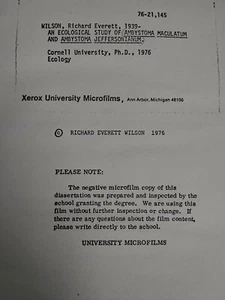 76-21,145
WILSON, Richard Everett, 1939-
AN ECOLOGICAL STUDY OF AMBYSTOMA MACULATUM
AND AMBYSTOMA JEFFERSONIANUM.
Cornell University, Ph.D., 1976
Ecology
Xerox University Microfilms, Ann Arbor, Michigan 48106
© RICHARD EVERETT WILSON 1976
PLEASE NOTE:
The negative microfilm copy of this
dissertation was prepared and inspected by the
school granting the degree. We are using this
film without further inspection or change. If
there are any questions about the film content,
please write directly to the school.
UNIVERSITY MICROFILMS